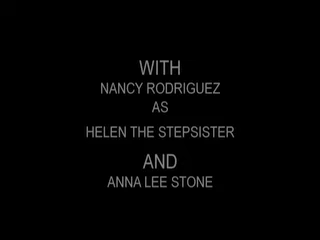 WITH
NANCY RODRIGUEZ
AS
HELEN THE STEPSISTER
AND
ANNA LEE STONE